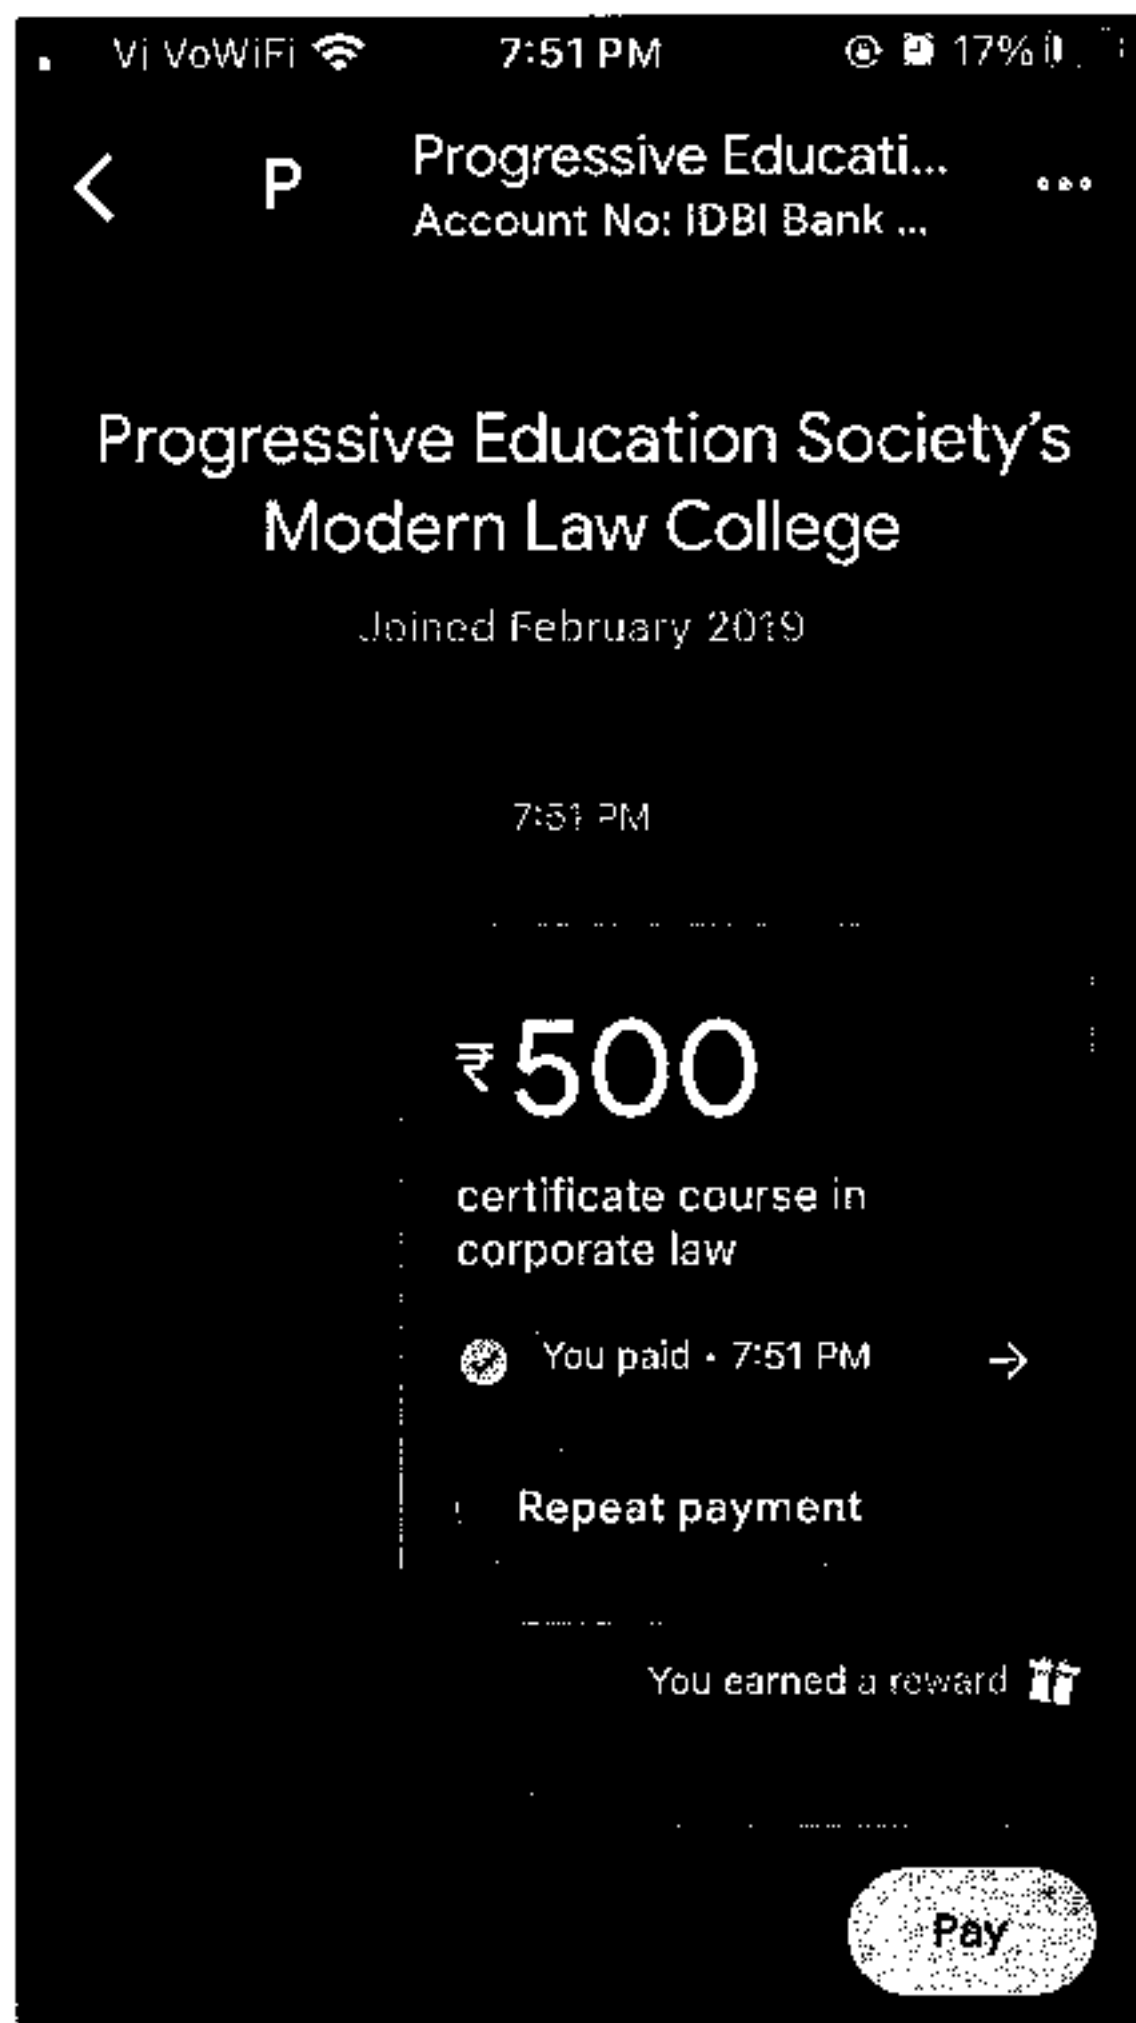 Vi VoWiFi 7:51 PM 17%
P Progressive Educati...
Account No: IDBI Bank ...
Progressive Education Society's
Modern Law College
Joined February 2019
7:51 PM
₹500
certificate course in
corporate law
You paid • 7:51 PM
Repeat payment
You earned a reward
Pay